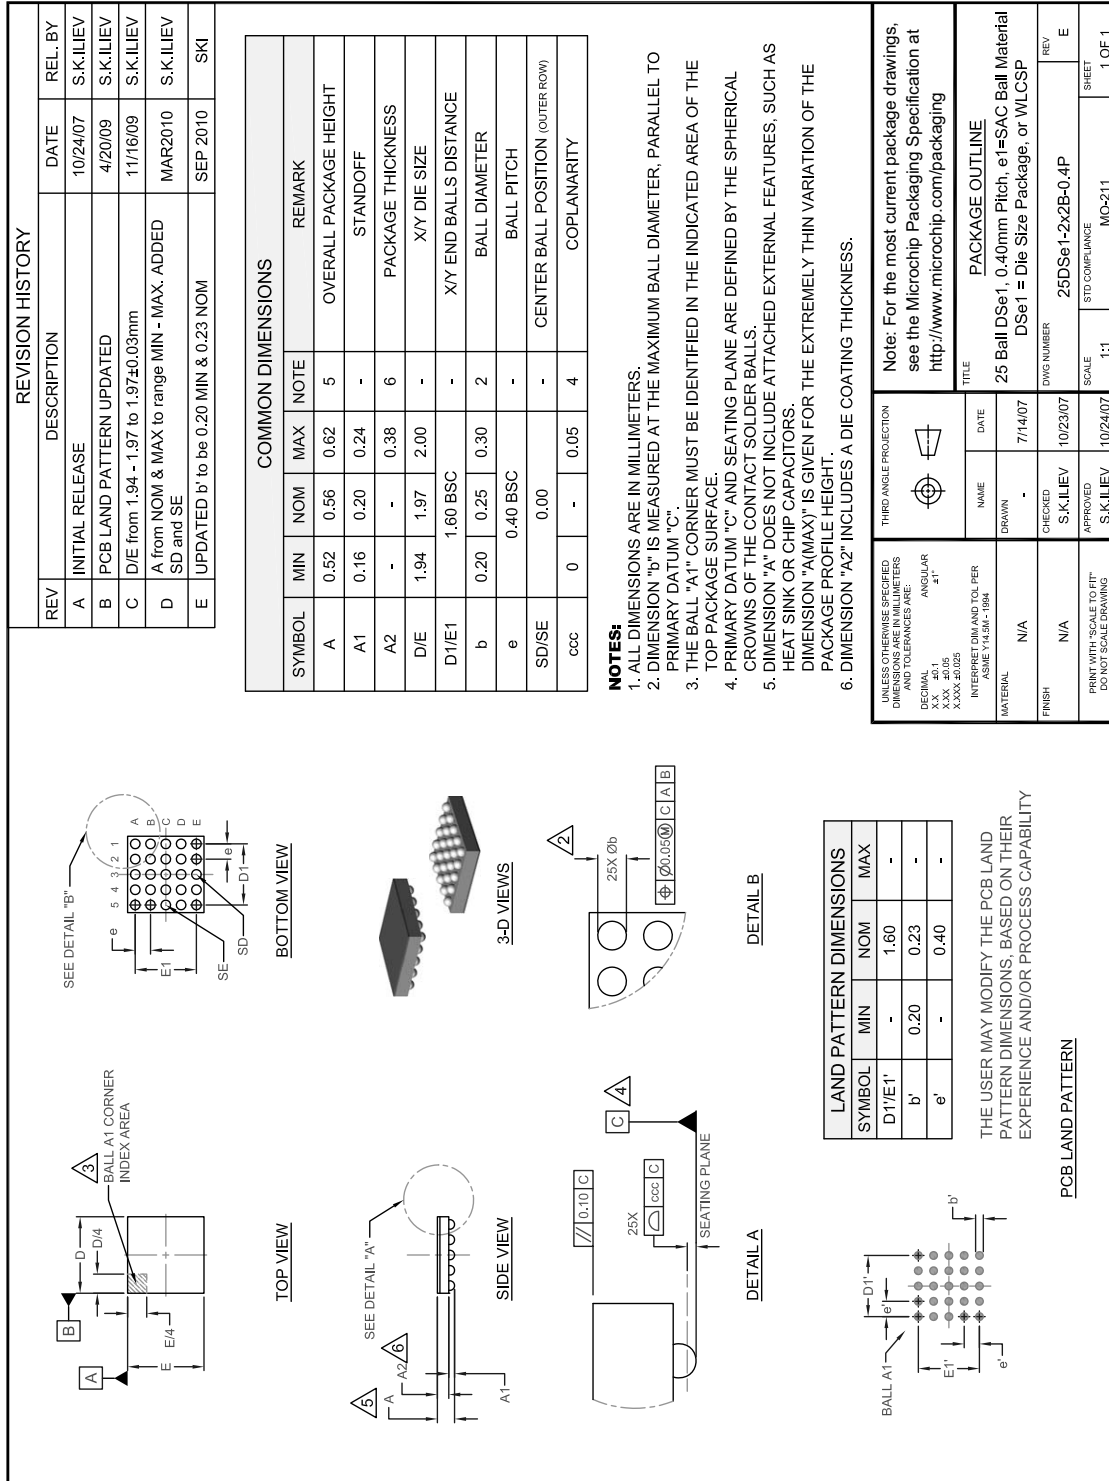 REVISION HISTORY
REV DESCRIPTION DATE REL. BY
A INITIAL RELEASE 10/24/07 S.K.ILIEV
B PCB LAND PATTERN UPDATED 4/20/09 S.K.ILIEV
C D/E from 1.94 - 1.97 to 1.97±0.03mm 11/16/09 S.K.ILIEV
D A from NOM & MAX to range MIN - MAX. ADDED MAR2010 S.K.ILIEV
SD and SE
E UPDATED b' to be 0.20 MIN & 0.23 NOM SEP 2010 SKI
B
A
D
D/4
E
E/4
3
BALL A1 CORNER
INDEX AREA
TOP VIEW
SEE DETAIL "B"
e
E1
5 4 3 2 1
A
B
C
D
E
e
D1
SE
SD
BOTTOM VIEW
COMMON DIMENSIONS
SYMBOL MIN NOM MAX NOTE REMARK
A 0.52 0.56 0.62 5 OVERALL PACKAGE HEIGHT
A1 0.16 0.20 0.24 - STANDOFF
A2 - - 0.38 6 PACKAGE THICKNESS
D/E 1.94 1.97 2.00 - X/Y DIE SIZE
D1/E1 1.60 BSC - X/Y END BALLS DISTANCE
b 0.20 0.25 0.30 2 BALL DIAMETER
e 0.40 BSC - BALL PITCH
SD/SE 0.00 - CENTER BALL POSITION (OUTER ROW)
ccc 0 - 0.05 4 COPLANARITY
5
A
6
A2
A1
SEE DETAIL "A"
SIDE VIEW
3-D VIEWS
// 0.10 C
25X
ccc C
C
4
SEATING PLANE
DETAIL A
2
25X Øb
Ø0.05 M C A B
DETAIL B
NOTES:
1. ALL DIMENSIONS ARE IN MILLIMETERS.
2. DIMENSION "b" IS MEASURED AT THE MAXIMUM BALL DIAMETER, PARALLEL TO
PRIMARY DATUM "C".
3. THE BALL "A1" CORNER MUST BE IDENTIFIED IN THE INDICATED AREA OF THE
TOP PACKAGE SURFACE.
4. PRIMARY DATUM "C" AND SEATING PLANE ARE DEFINED BY THE SPHERICAL
CROWNS OF THE CONTACT SOLDER BALLS.
5. DIMENSION "A" DOES NOT INCLUDE ATTACHED EXTERNAL FEATURES, SUCH AS
HEAT SINK OR CHIP CAPACITORS.
DIMENSION "A(MAX)" IS GIVEN FOR THE EXTREMELY THIN VARIATION OF THE
PACKAGE PROFILE HEIGHT.
6. DIMENSION "A2" INCLUDES A DIE COATING THICKNESS.
BALL A1
D1'
e'
E1'
e'
b'
LAND PATTERN DIMENSIONS
SYMBOL MIN NOM MAX
D1'/E1' - 1.60 -
b' 0.20 0.23 -
e' - 0.40 -
THE USER MAY MODIFY THE PCB LAND
PATTERN DIMENSIONS, BASED ON THEIR
EXPERIENCE AND/OR PROCESS CAPABILITY
PCB LAND PATTERN
UNLESS OTHERWISE SPECIFIED
DIMENSIONS ARE IN MILLIMETERS
AND TOLERANCES ARE:
DECIMAL ANGULAR
X.X ±0.1 ±1°
X.XX ±0.05
X.XXX ±0.025
INTERPRET DIM AND TOL PER
ASME Y14.5M - 1994
MATERIAL
N/A
FINISH
N/A
PRINT WITH "SCALE TO FIT"
DO NOT SCALE DRAWING
THIRD ANGLE PROJECTION
NAME DATE
DRAWN
- 7/14/07
CHECKED
S.K.ILIEV 10/23/07
APPROVED
S.K.ILIEV 10/24/07
Note: For the most current package drawings,
see the Microchip Packaging Specification at
http://www.microchip.com/packaging
TITLE
PACKAGE OUTLINE
25 Ball DSe1, 0.40mm Pitch, e1=SAC Ball Material
DSe1 = Die Size Package, or WLCSP
DWG NUMBER
25DSe1-2x2B-0.4P
REV
E
SCALE
1:1
STD COMPLIANCE
MO-211
SHEET
1 OF 1